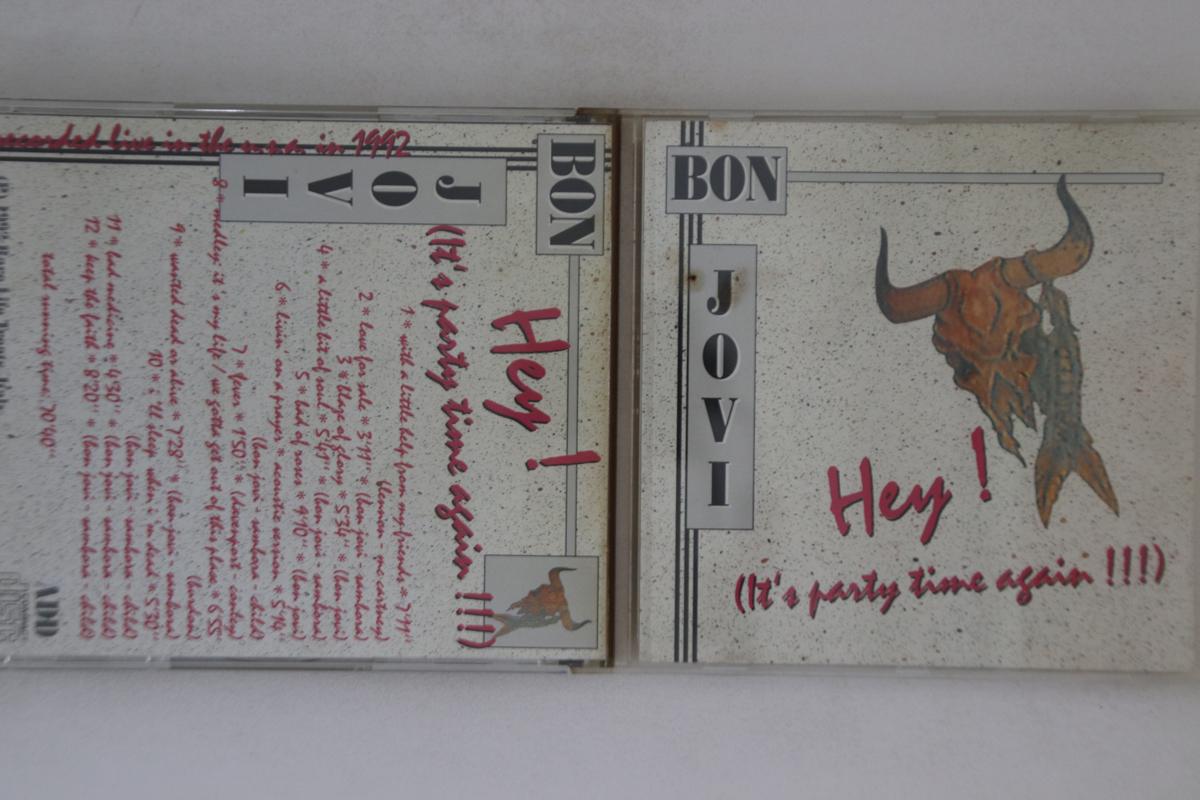 BON
JOVI
Hey !
(It's party time again !!!)
BON
JOVI
recorded live in the u.s.a. in 1992
Hey !
(It's party time again !!!)
1 * with a little help from my friends *
(lennon - mc cartney)
2 * love for sale * 3'99'' * (bon jovi - sambora)
3 * blaze of glory * 5'34'' * (bon jovi)
4 * a little bit of soul * 5'47'' * (bon jovi - sambora)
5 * bed of roses * 9'10'' * (bon jovi)
6 * livin' on a prayer * acoustic version * 5'16''
(bon jovi - sambora - child)
7 * fever * 1'50'' * (davenport - cooley)
8 * medley: it's my life / we gotta get out of this place * 6'55''
(burdon)
9 * wanted dead or alive * 7'28'' * (bon jovi - sambora)
10 * i'll sleep when i'm dead * 5'50''
(bon jovi - sambora - child)
11 * bad medicine * 4'30'' * (bon jovi - sambora - child)
12 * keep the faith * 8'20'' * (bon jovi - sambora - child)
total running time: 70'40''
ADD